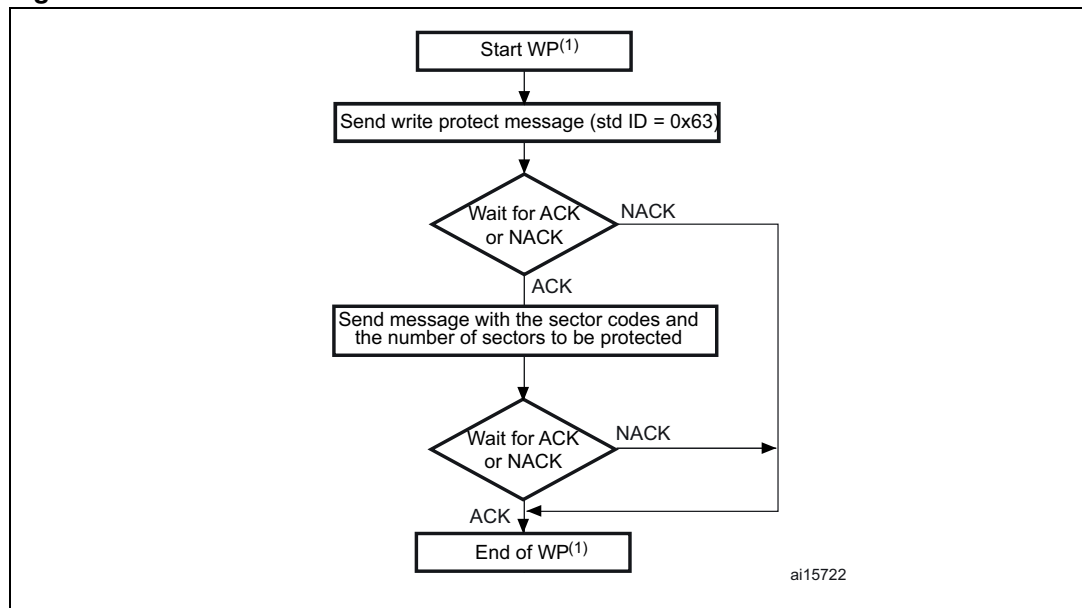 Start WP(1)
Send write protect message (std ID = 0x63)
Wait for ACK
or NACK
NACK
ACK
Send message with the sector codes and
the number of sectors to be protected
Wait for ACK
or NACK
NACK
ACK
End of WP(1)
ai15722